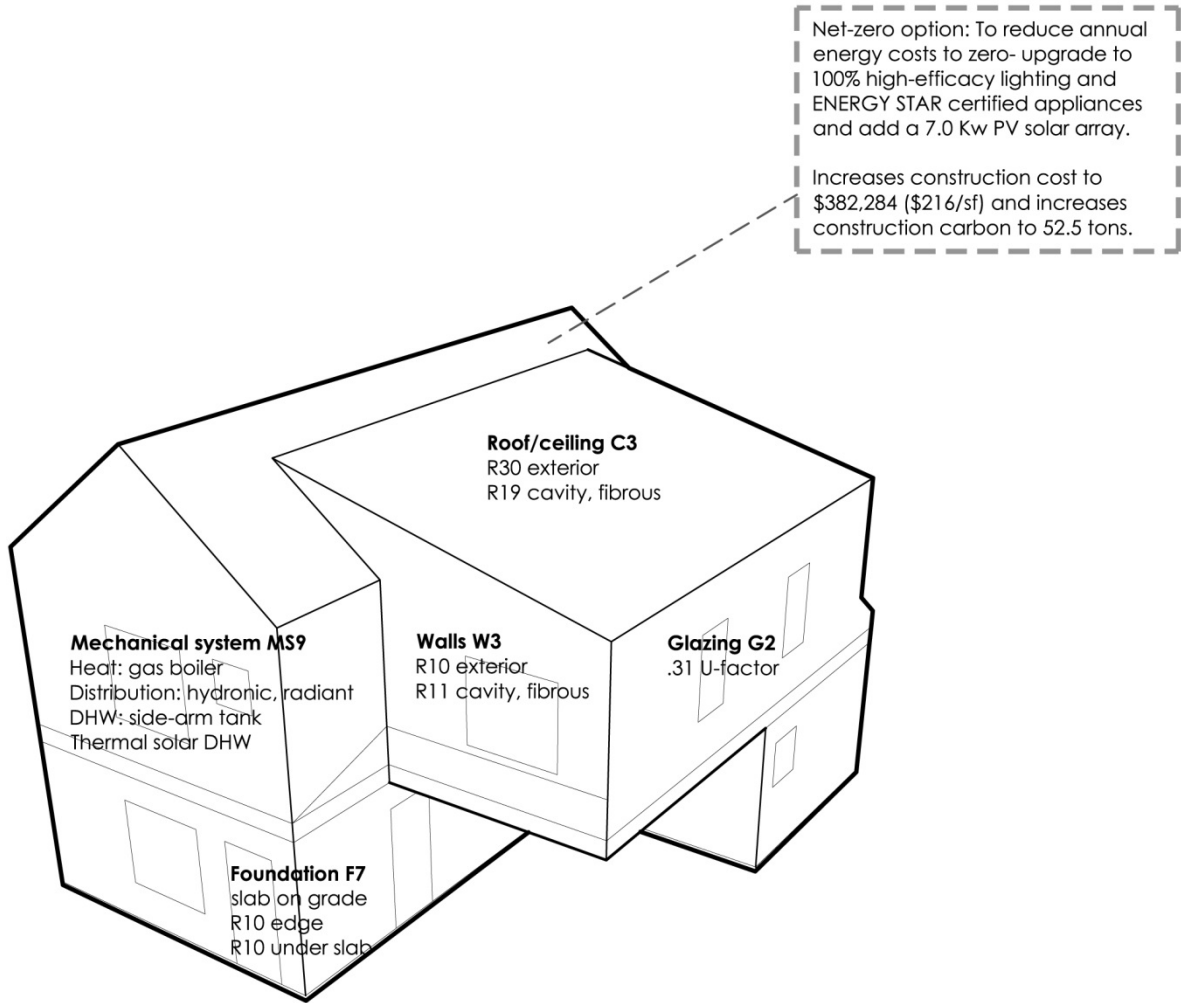 Net-zero option: To reduce annual
energy costs to zero- upgrade to
100% high-efficacy lighting and
ENERGY STAR certified appliances
and add a 7.0 Kw PV solar array.
Increases construction cost to
$382,284 ($216/sf) and increases
construction carbon to 52.5 tons.
Roof/ceiling C3
R30 exterior
R19 cavity, fibrous
Mechanical system MS9
Heat: gas boiler
Distribution: hydronic, radiant
DHW: side-arm tank
Thermal solar DHW
Walls W3
R10 exterior
R11 cavity, fibrous
Glazing G2
.31 U-factor
Foundation F7
slab on grade
R10 edge
R10 under slab